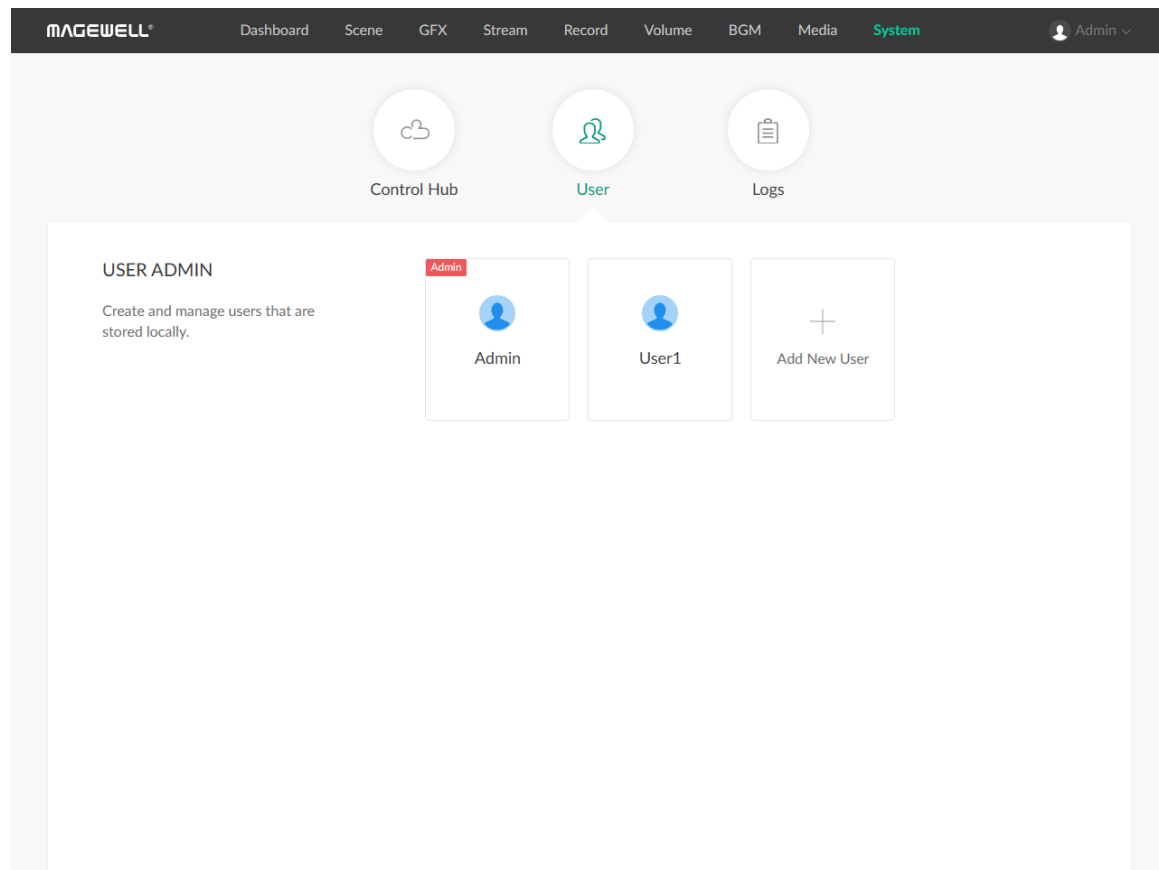 MAGEWELL®
Dashboard Scene GFX Stream Record Volume BGM Media System Admin
Control Hub User Logs
USER ADMIN
Create and manage users that are
stored locally.
Admin
Admin
User1
Add New User